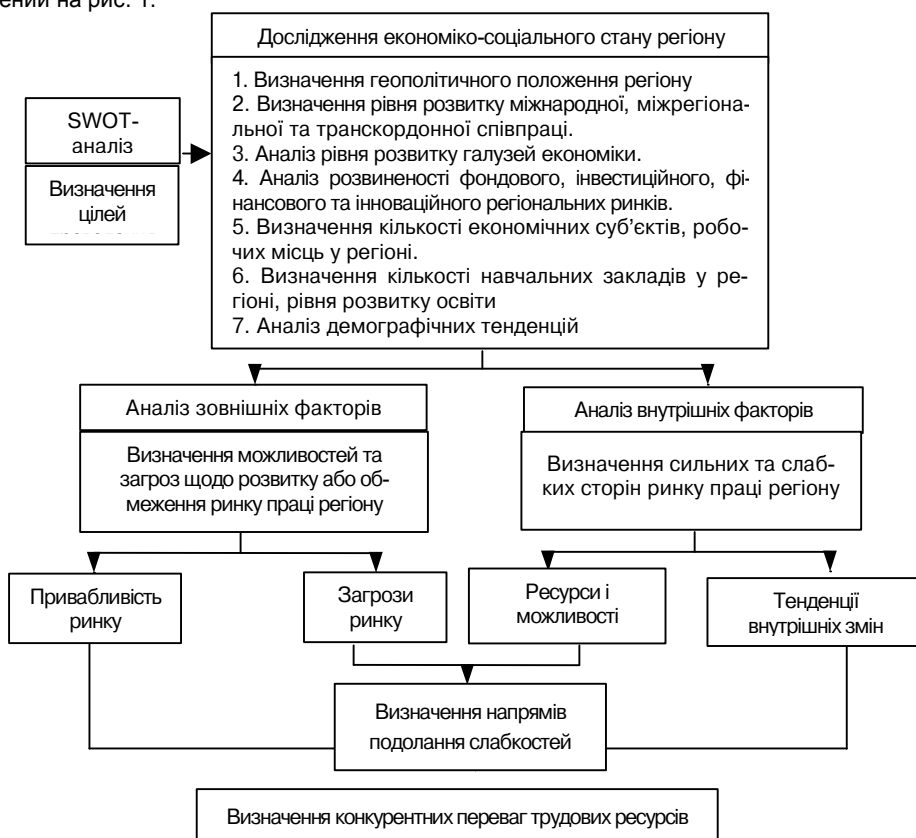 ений на рис. 1.
Дослідження економіко-соціального стану регіону
1. Визначення геополітичного положення регіону
2. Визначення рівня розвитку міжнародної, міжрегіона-
льної та транскордонної співпраці.
3. Аналіз рівня розвитку галузей економіки.
4. Аналіз розвиненості фондового, інвестиційного, фі-
нансового та інноваційного регіональних ринків.
5. Визначення кількості економічних суб’єктів, робо-
чих місць у регіоні.
6. Визначення кількості навчальних закладів у ре-
гіоні, рівня розвитку освіти
7. Аналіз демографічних тенденцій
SWOT-
аналіз
Визначення
цілей
Аналіз зовнішніх факторів
Визначення можливостей та
загроз щодо розвитку або об-
меження ринку праці регіону
Аналіз внутрішніх факторів
Визначення сильних та слаб-
ких сторін ринку праці регіону
Привабливість
ринку
Загрози
ринку
Ресурси і
можливості
Тенденції
внутрішніх змін
Визначення напрямів
подолання слабкостей
Визначення конкурентних переваг трудових ресурсів